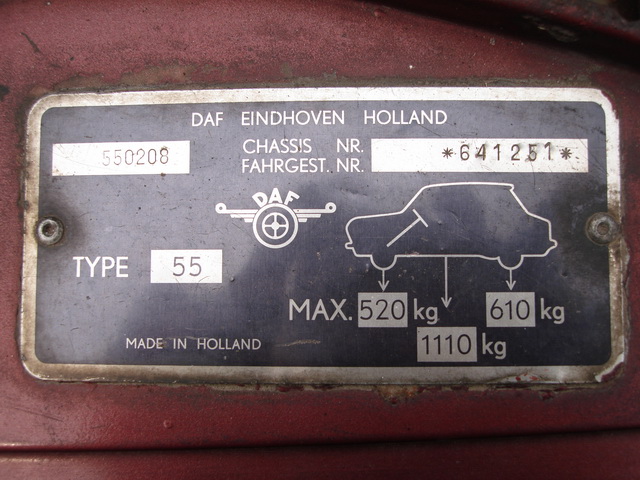 DAF EINDHOVEN HOLLAND
550208
CHASSIS NR.
FAHRGEST. NR.
*641251*
DAF
TYPE 55
MAX. 520 kg 610 kg
1110 kg
MADE IN HOLLAND